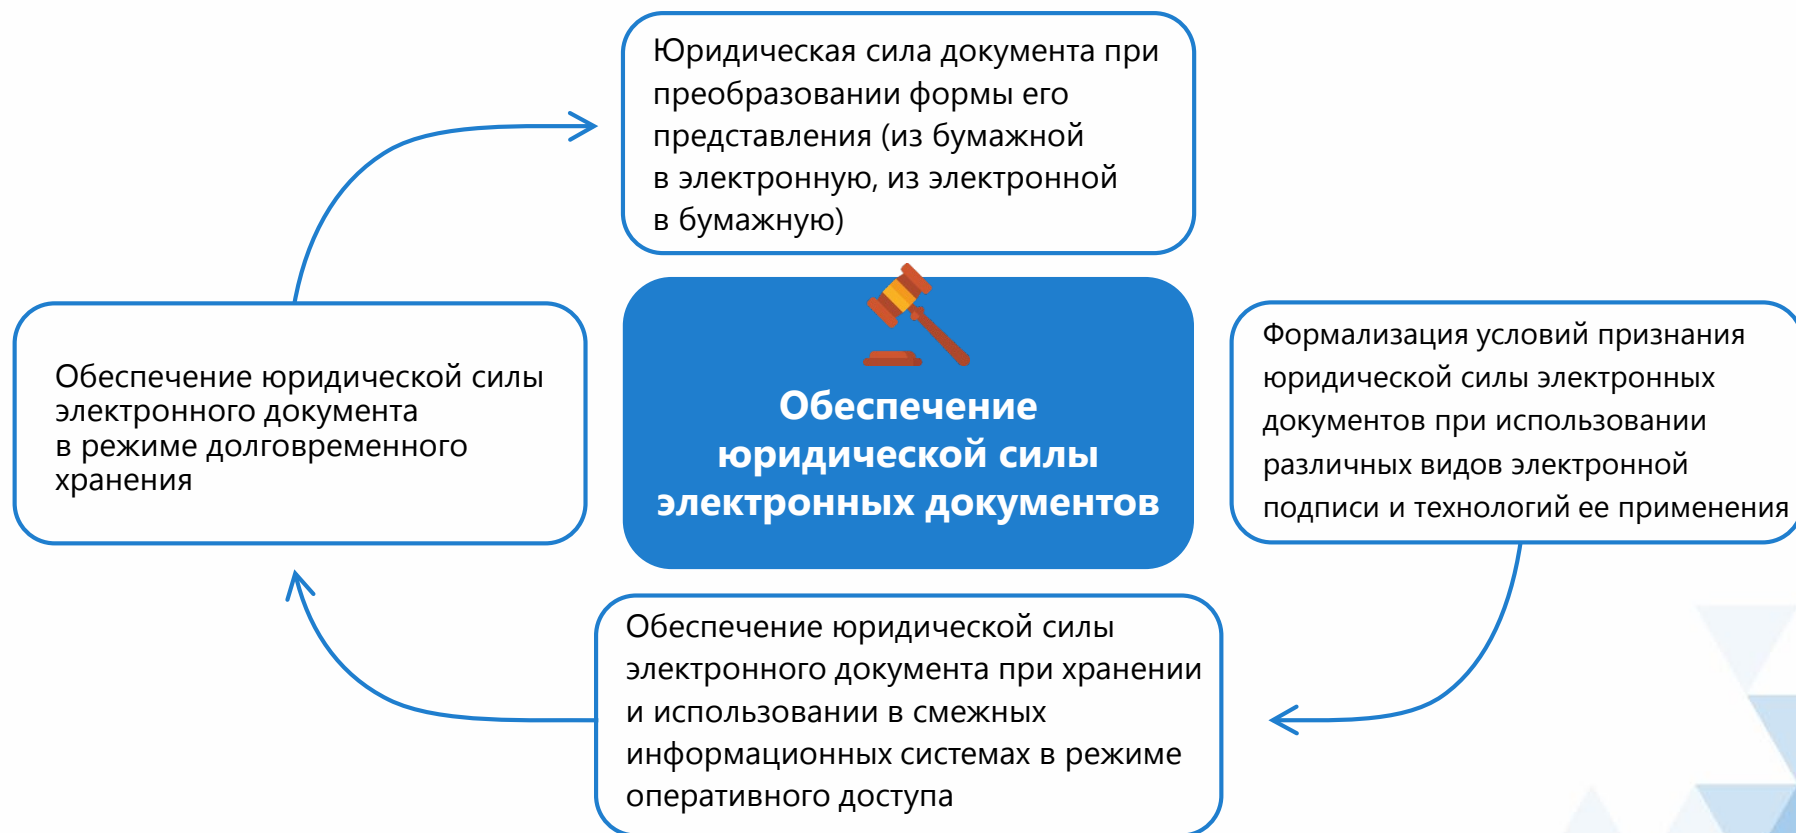 Юридическая сила документа при
преобразовании формы его
представления (из бумажной
в электронную, из электронной
в бумажную)
Обеспечение юридической силы
электронного документа
в режиме долговременного
хранения
Обеспечение
юридической силы
электронных документов
Формализация условий признания
юридической силы электронных
документов при использовании
различных видов электронной
подписи и технологий ее применения
Обеспечение юридической силы
электронного документа при хранении
и использовании в смежных
информационных системах в режиме
оперативного доступа